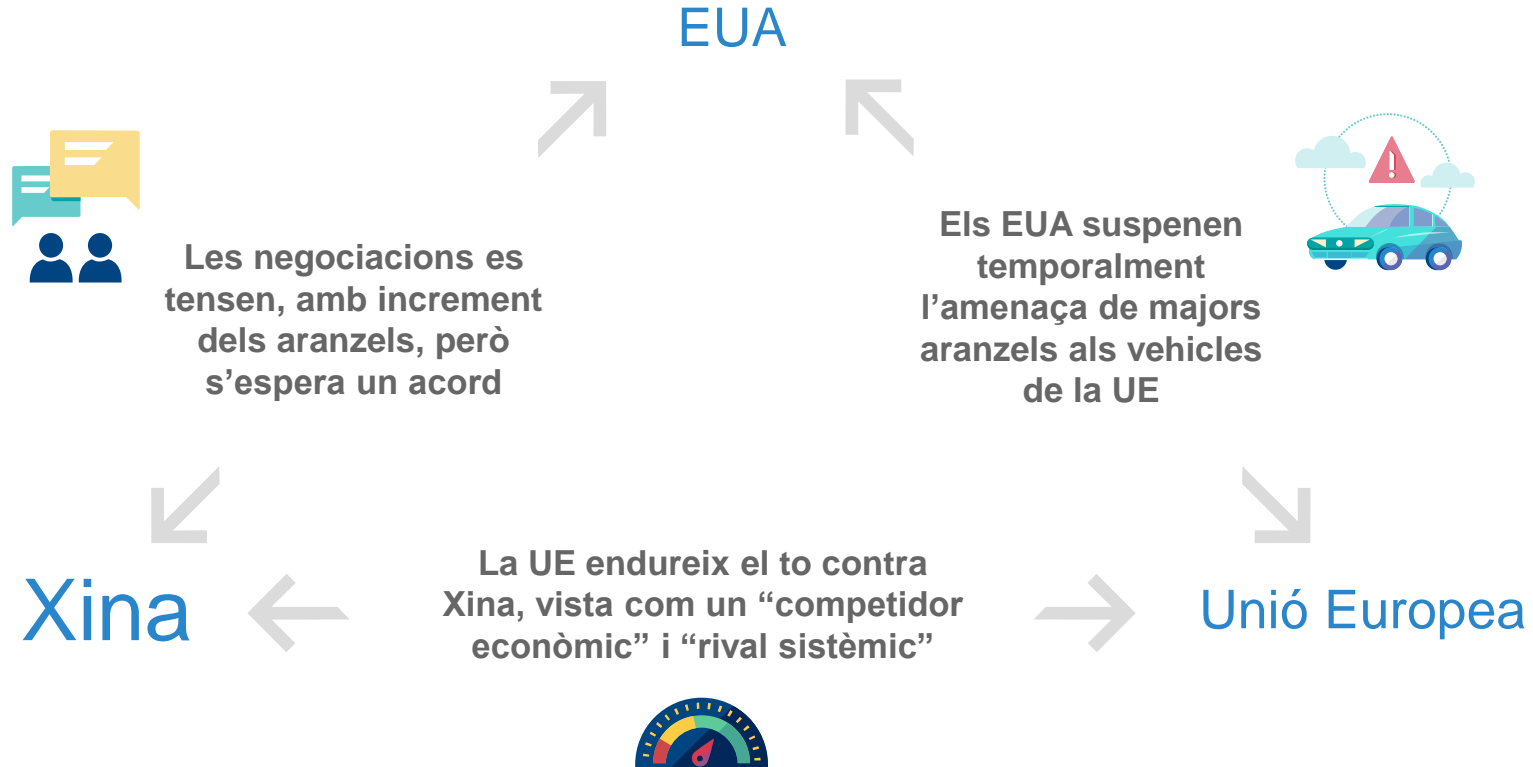 EUA
Les negociacions es
tensen, amb increment
dels aranzels, però
s’espera un acord
Els EUA suspenen
temporalment
l’amenaça de majors
aranzels als vehicles
de la UE
Xina
La UE endureix el to contra
Xina, vista com un “competidor
econòmic” i “rival sistèmic”
Unió Europea